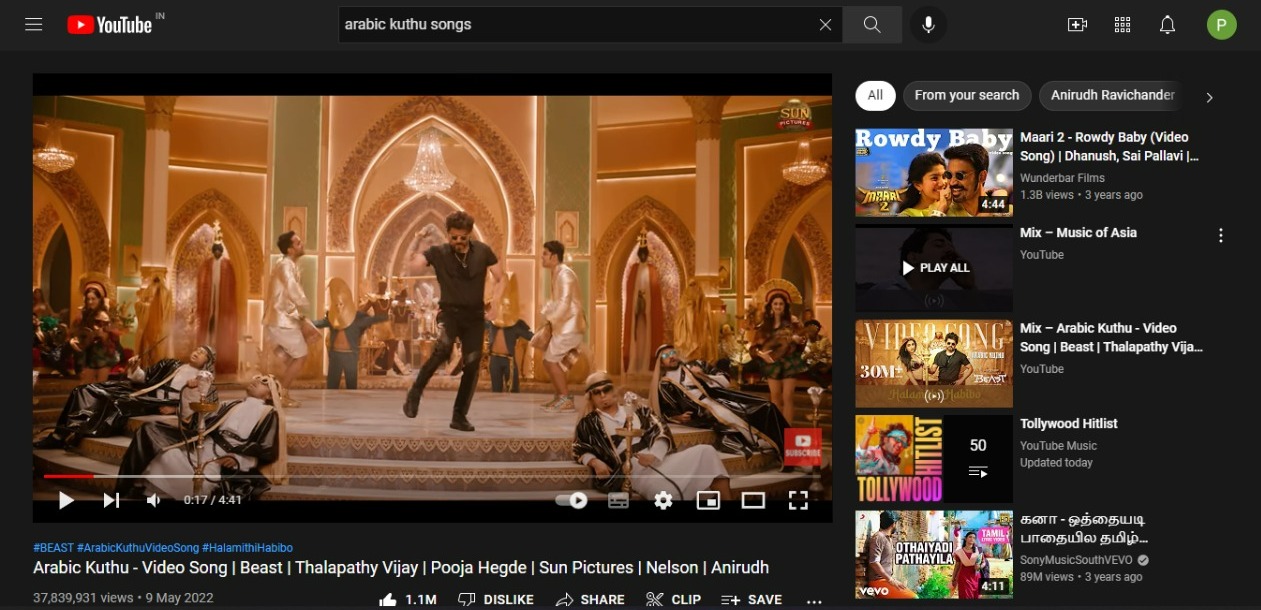 YouTube IN
arabic kuthu songs
P
SUN
PICTURES
SUBSCRIBE
0:17 / 4:41
#BEAST #ArabicKuthuVideoSong #HalamithiHabibo
Arabic Kuthu - Video Song | Beast | Thalapathy Vijay | Pooja Hegde | Sun Pictures | Nelson | Anirudh
37,839,931 views • 9 May 2022
1.1M DISLIKE SHARE CLIP SAVE
All From your search Anirudh Ravichander
Rowdy Baby
MAARI 2
4:44
Maari 2 - Rowdy Baby (Video
Song) | Dhanush, Sai Pallavi |...
Wunderbar Films
1.3B views • 3 years ago
PLAY ALL
Mix – Music of Asia
YouTube
VIDEO SONG
ARABIC KUTHU
30M+
BEAST
Halamithi Habibo
Mix – Arabic Kuthu - Video
Song | Beast | Thalapathy Vija...
YouTube
HITLIST
TOLLYWOOD
50
Tollywood Hitlist
YouTube Music
Updated today
OTHAIYADI
PATHAYILA
TAMIL
vevo
4:11
கனா - ஒத்தையடி
பாதையில தமிழ்...
SonyMusicSouthVEVO
89M views • 3 years ago